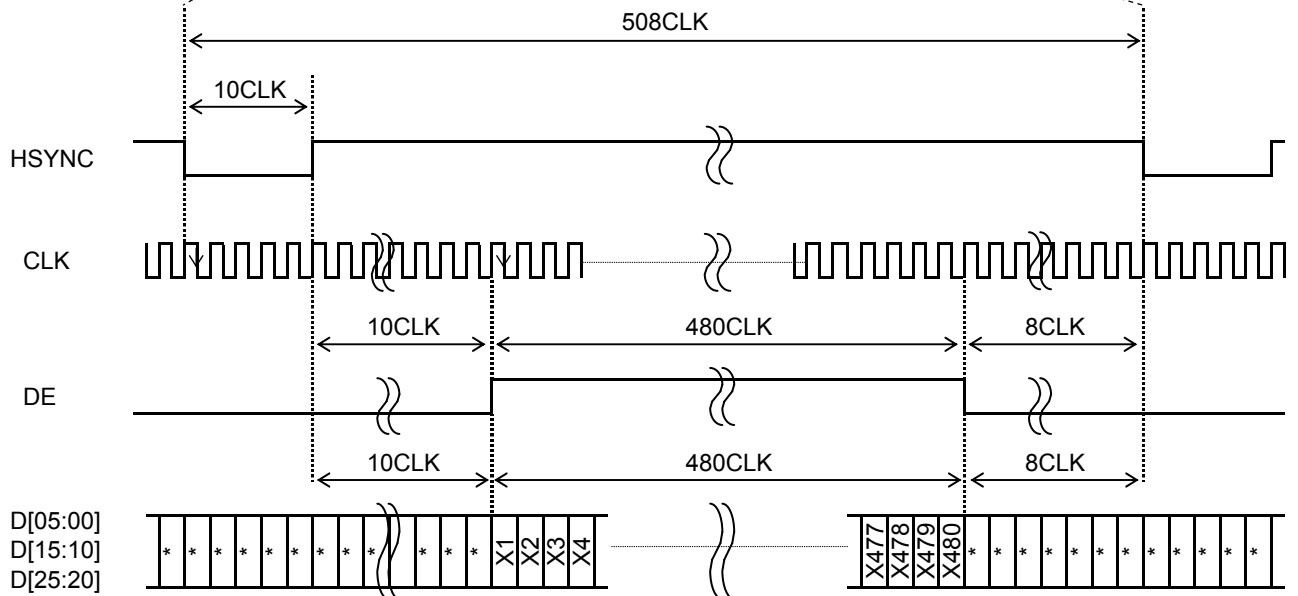 508CLK
10CLK
HSYNC
CLK
10CLK 480CLK 8CLK
DE
10CLK 480CLK 8CLK
D[05:00]
D[15:10]
D[25:20]
* * * * * * * * * * * * X1 X2 X3 X4 X477 X478 X479 X480 * * * * * * * * * * * *